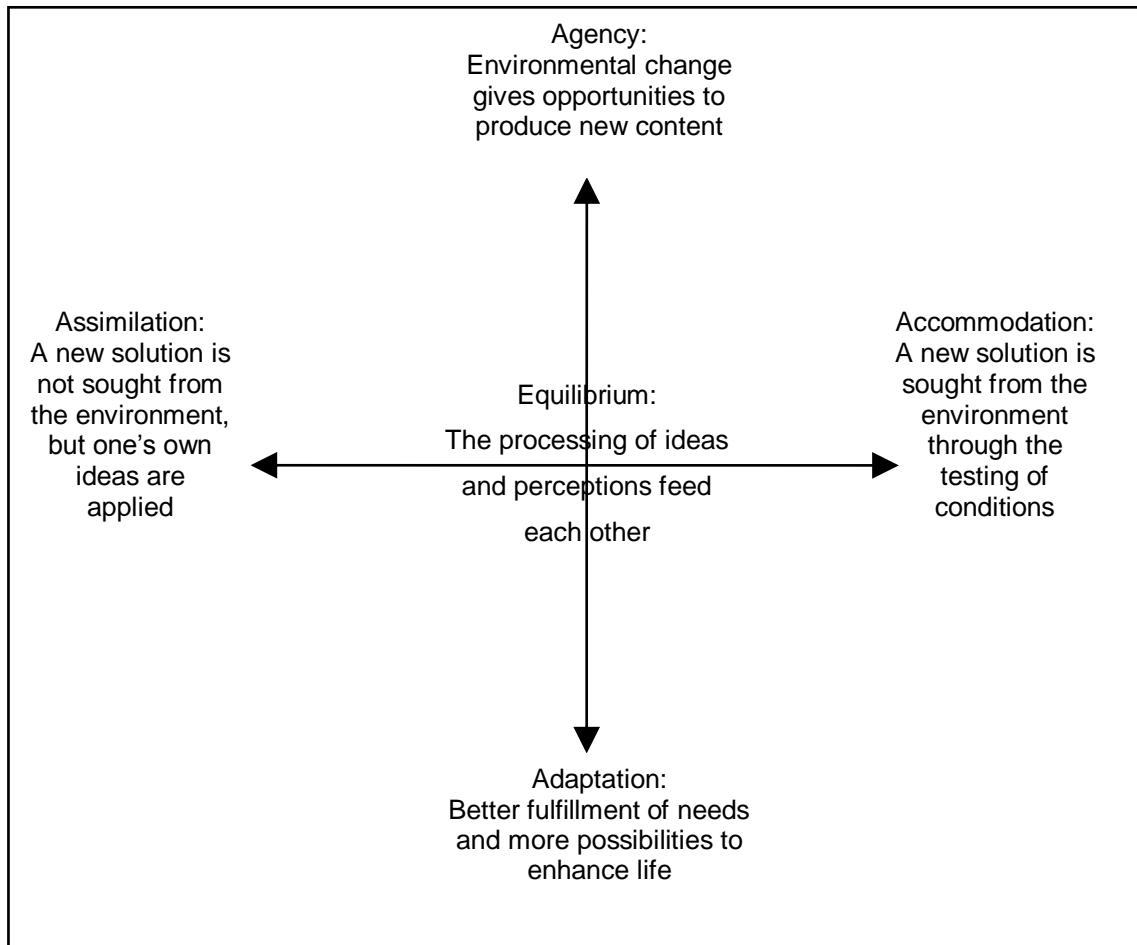 Agency:
Environmental change
gives opportunities to
produce new content
Assimilation:
A new solution is
not sought from
the environment,
but one’s own
ideas are
applied
Equilibrium:
The processing of ideas
and perceptions feed
each other
Accommodation:
A new solution is
sought from the
environment
through the
testing of
conditions
Adaptation:
Better fulfillment of needs
and more possibilities to
enhance life